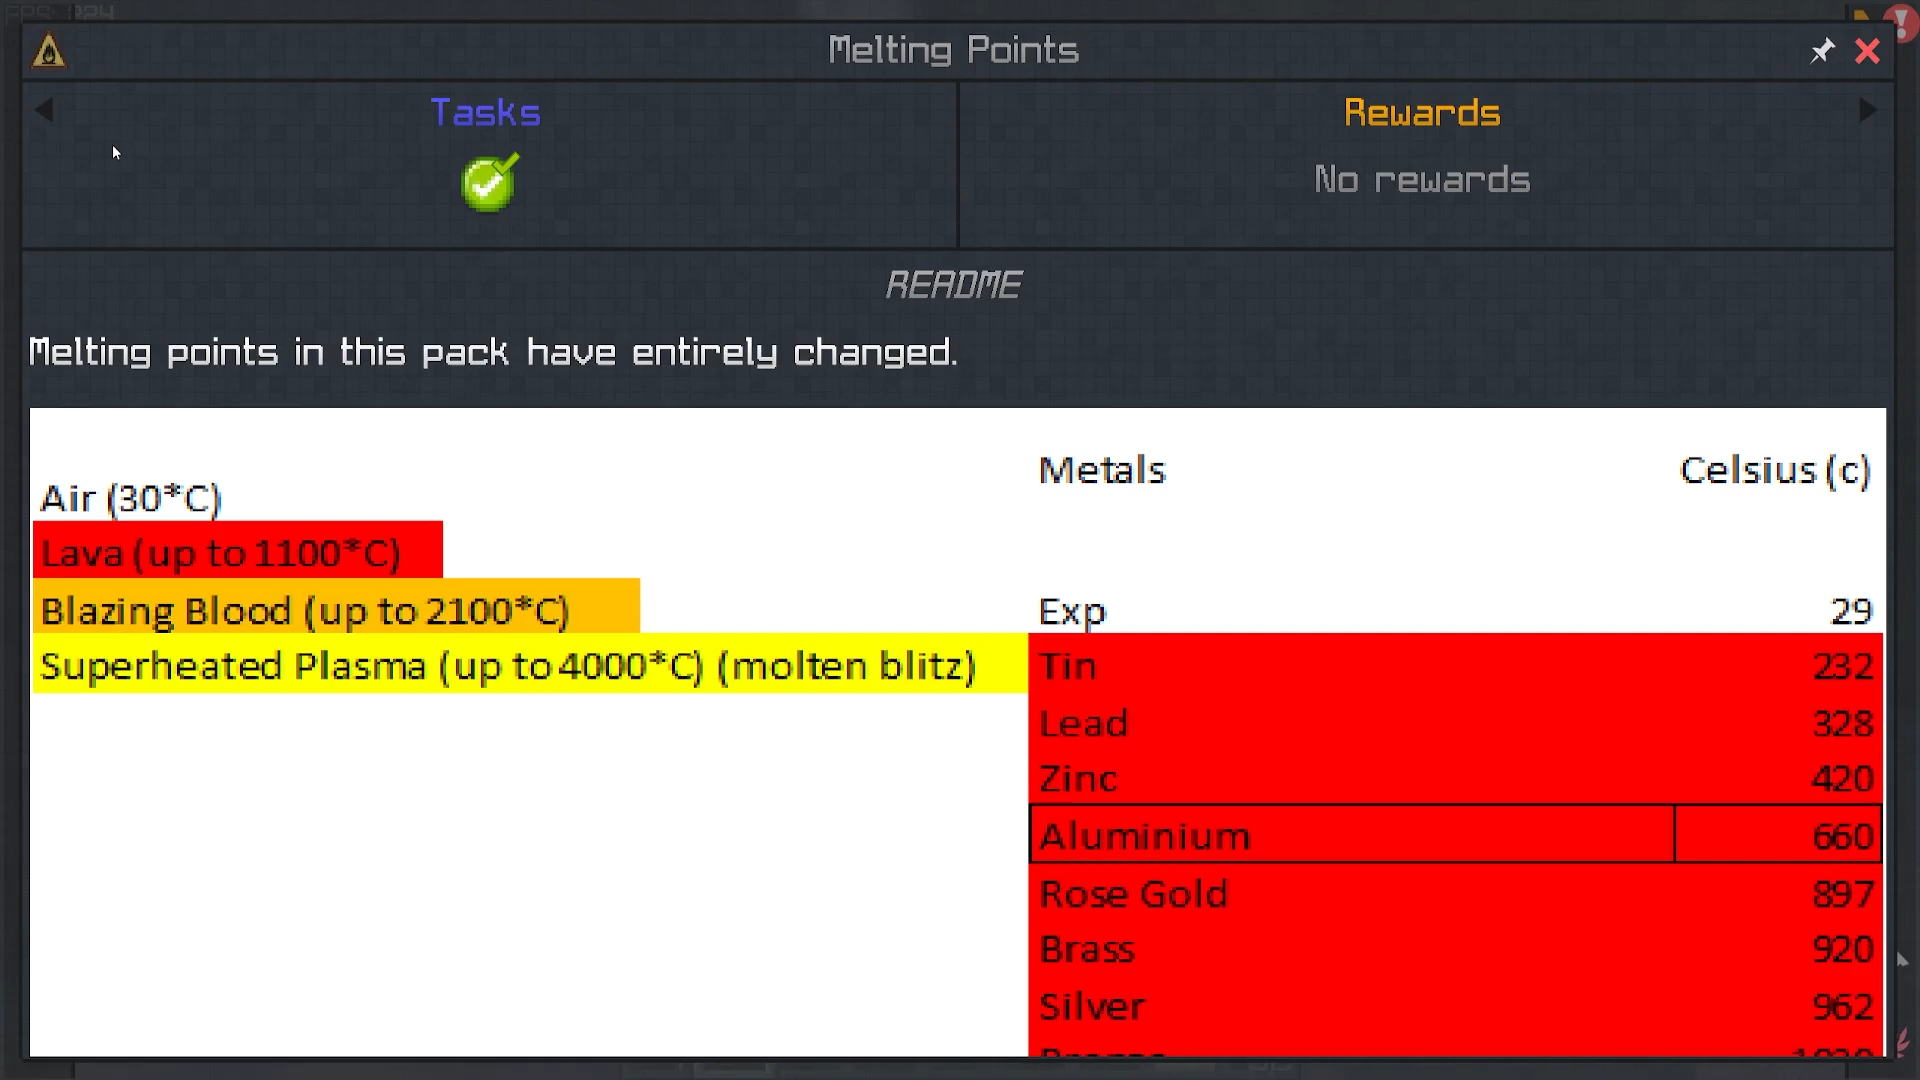 Melting Points
Tasks
Rewards
No rewards
README
Melting points in this pack have entirely changed.
Metals Celsius (c)
Air (30*C)
Lava (up to 1100*C)
Blazing Blood (up to 2100*C) Exp 29
Superheated Plasma (up to 4000*C) (molten blitz) Tin 232
Lead 328
Zinc 420
Aluminium 660
Rose Gold 897
Brass 920
Silver 962